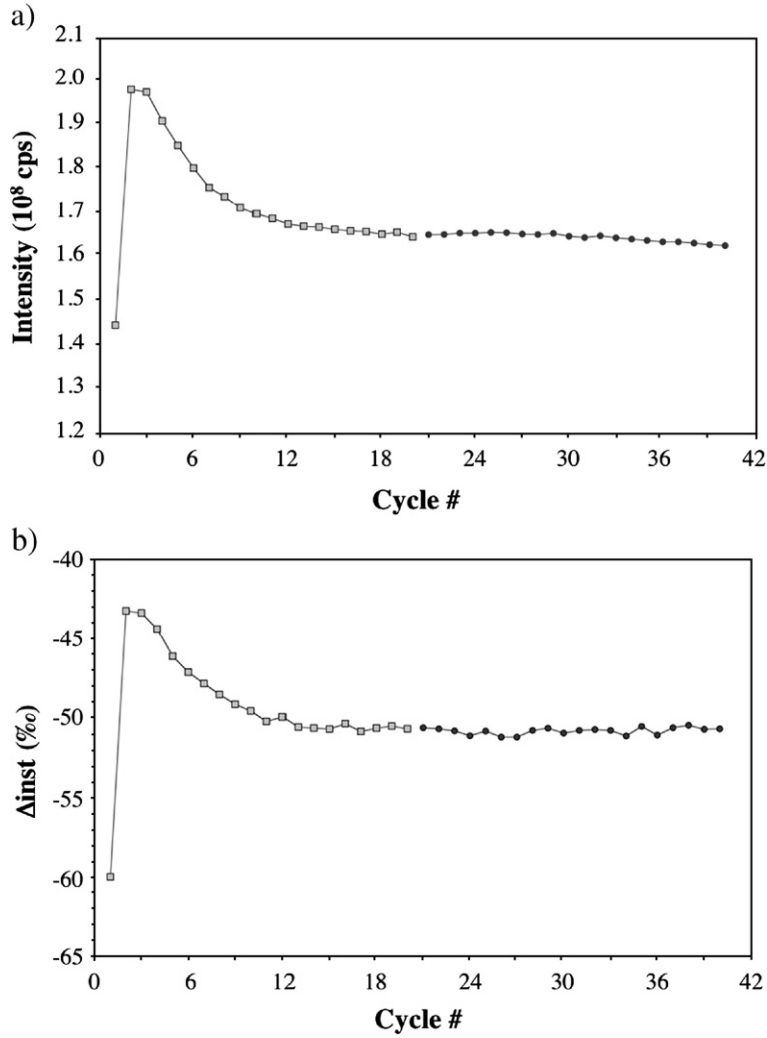 a)
2.1
2.0
1.9
1.8
1.7
1.6
1.5
1.4
1.3
1.2
Intensity (10⁸ cps)
0 6 12 18 24 30 36 42
Cycle #
b)
-40
-45
-50
-55
-60
-65
Δinst (‰)
0 6 12 18 24 30 36 42
Cycle #